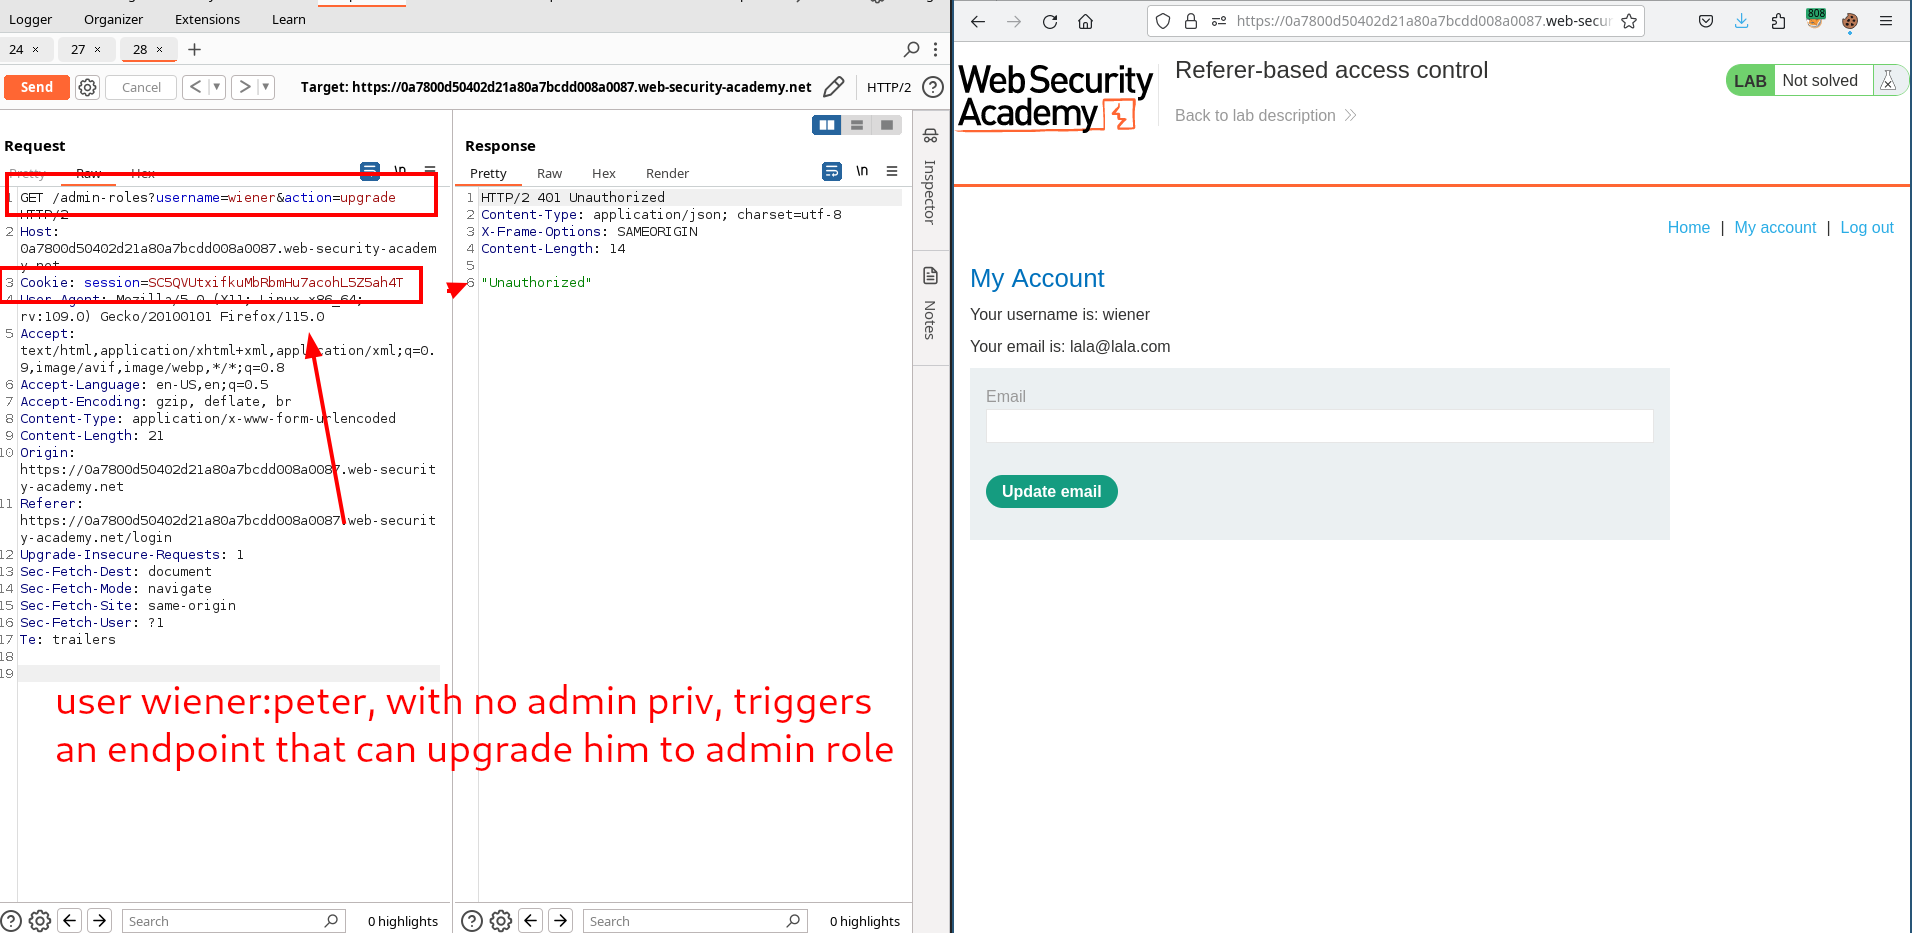 Logger Organizer Extensions Learn
24 × 27 × 28 × +
Send Cancel < > Target: https://0a7800d50402d21a80a7bcdd008a0087.web-security-academy.net HTTP/2
Request
Pretty Raw Hex \n
1 GET /admin-roles?username=wiener&action=upgrade
HTTP/2
2 Host:
0a7800d50402d21a80a7bcdd008a0087.web-security-academ
y.net
3 Cookie: session=SC5QVUtxifkuMbRbmHu7acohL5Z5ah4T
4 User-Agent: Mozilla/5.0 (X11; Linux x86_64;
rv:109.0) Gecko/20100101 Firefox/115.0
5 Accept:
text/html,application/xhtml+xml,application/xml;q=0.
9,image/avif,image/webp,*/*;q=0.8
6 Accept-Language: en-US,en;q=0.5
7 Accept-Encoding: gzip, deflate, br
8 Content-Type: application/x-www-form-urlencoded
9 Content-Length: 21
10 Origin:
https://0a7800d50402d21a80a7bcdd008a0087.web-securit
y-academy.net
11 Referer:
https://0a7800d50402d21a80a7bcdd008a0087.web-securit
y-academy.net/login
12 Upgrade-Insecure-Requests: 1
13 Sec-Fetch-Dest: document
14 Sec-Fetch-Mode: navigate
15 Sec-Fetch-Site: same-origin
16 Sec-Fetch-User: ?1
17 Te: trailers
18
19
Response
Pretty Raw Hex Render \n
1 HTTP/2 401 Unauthorized
2 Content-Type: application/json; charset=utf-8
3 X-Frame-Options: SAMEORIGIN
4 Content-Length: 14
5
6 "Unauthorized"
Inspector
Notes
user wiener:peter, with no admin priv, triggers
an endpoint that can upgrade him to admin role
Search 0 highlights
Search 0 highlights
https://0a7800d50402d21a80a7bcdd008a0087.web-secur
808
Web Security
Academy
Referer-based access control
Back to lab description
LAB Not solved
Home | My account | Log out
My Account
Your username is: wiener
Your email is: lala@lala.com
Email
Update email